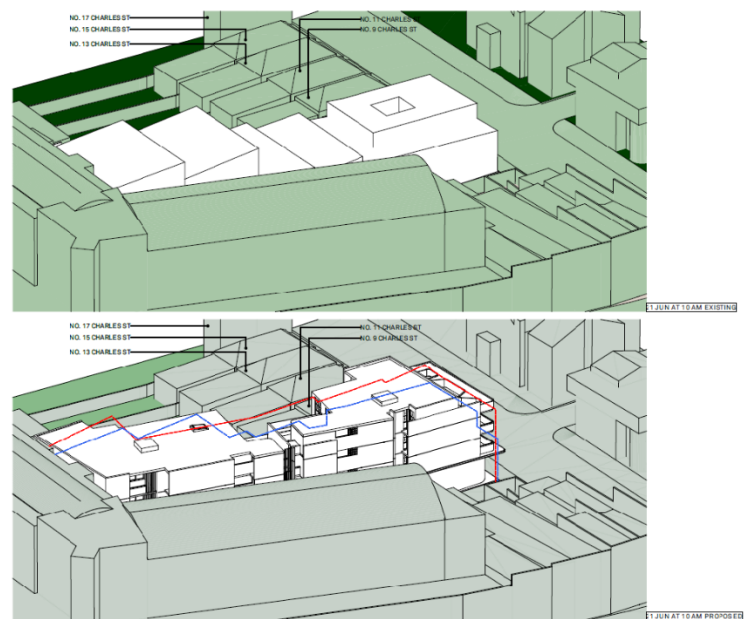 NO. 17 CHARLES ST
NO. 11 CHARLES ST
NO. 15 CHARLES ST
NO. 9 CHARLES ST
NO. 13 CHARLES ST
21 JUN AT 10 AM EXISTING
NO. 17 CHARLES ST
NO. 11 CHARLES ST
NO. 15 CHARLES ST
NO. 9 CHARLES ST
NO. 13 CHARLES ST
21 JUN AT 10 AM PROPOSED